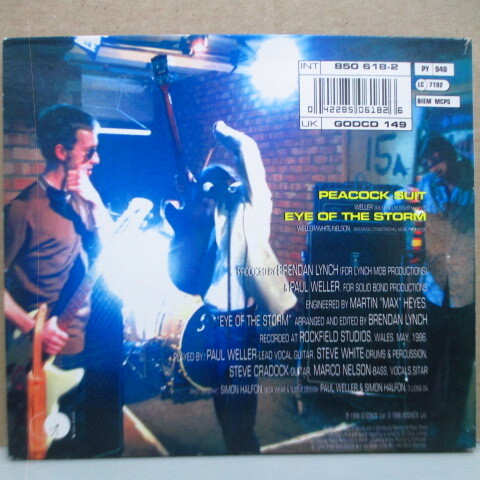 INT 850 618-2
PY 940
LC 7192
BIEM MCPS
0 42285 06182 6
UK GODCD 149
15A
PEACOCK SUIT
WELLER
EYE OF THE STORM
WELLER/WHITE/NELSON
PRODUCED BY BRENDAN LYNCH (FOR LYNCH MOB PRODUCTIONS)
& PAUL WELLER, FOR SOLID BOND PRODUCTIONS
ENGINEERED BY MARTIN "MAX" HEYES
"EYE OF THE STORM" ARRANGED AND EDITED BY BRENDAN LYNCH
RECORDED AT ROCKFIELD STUDIOS, WALES. MAY, 1996
PLAYED BY: PAUL WELLER-LEAD VOCAL GUITAR, STEVE WHITE-DRUMS & PERCUSSION,
STEVE CRADOCK GUITAR, MARCO NELSON-BASS, VOCALS SITAR
SIMON HALFON, PAUL WELLER & SIMON HALFON,